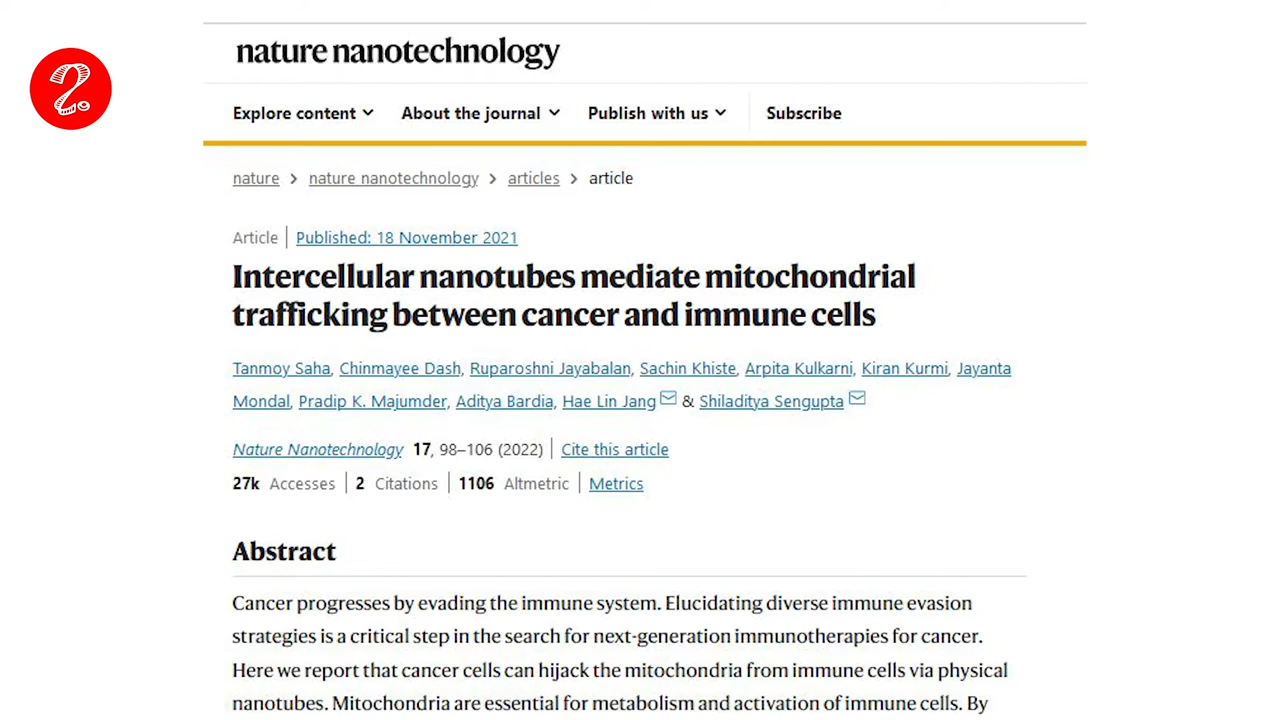 2.
nature nanotechnology
Explore content About the journal Publish with us Subscribe
nature > nature nanotechnology > articles > article
Article | Published: 18 November 2021
Intercellular nanotubes mediate mitochondrial
trafficking between cancer and immune cells
Tanmoy Saha, Chinmayee Dash, Ruparoshni Jayabalan, Sachin Khiste, Arpita Kulkarni, Kiran Kurmi, Jayanta
Mondal, Pradip K. Majumder, Aditya Bardia, Hae Lin Jang & Shiladitya Sengupta
Nature Nanotechnology 17, 98–106 (2022) | Cite this article
27k Accesses | 2 Citations | 1106 Altmetric | Metrics
Abstract
Cancer progresses by evading the immune system. Elucidating diverse immune evasion
strategies is a critical step in the search for next-generation immunotherapies for cancer.
Here we report that cancer cells can hijack the mitochondria from immune cells via physical
nanotubes. Mitochondria are essential for metabolism and activation of immune cells. By